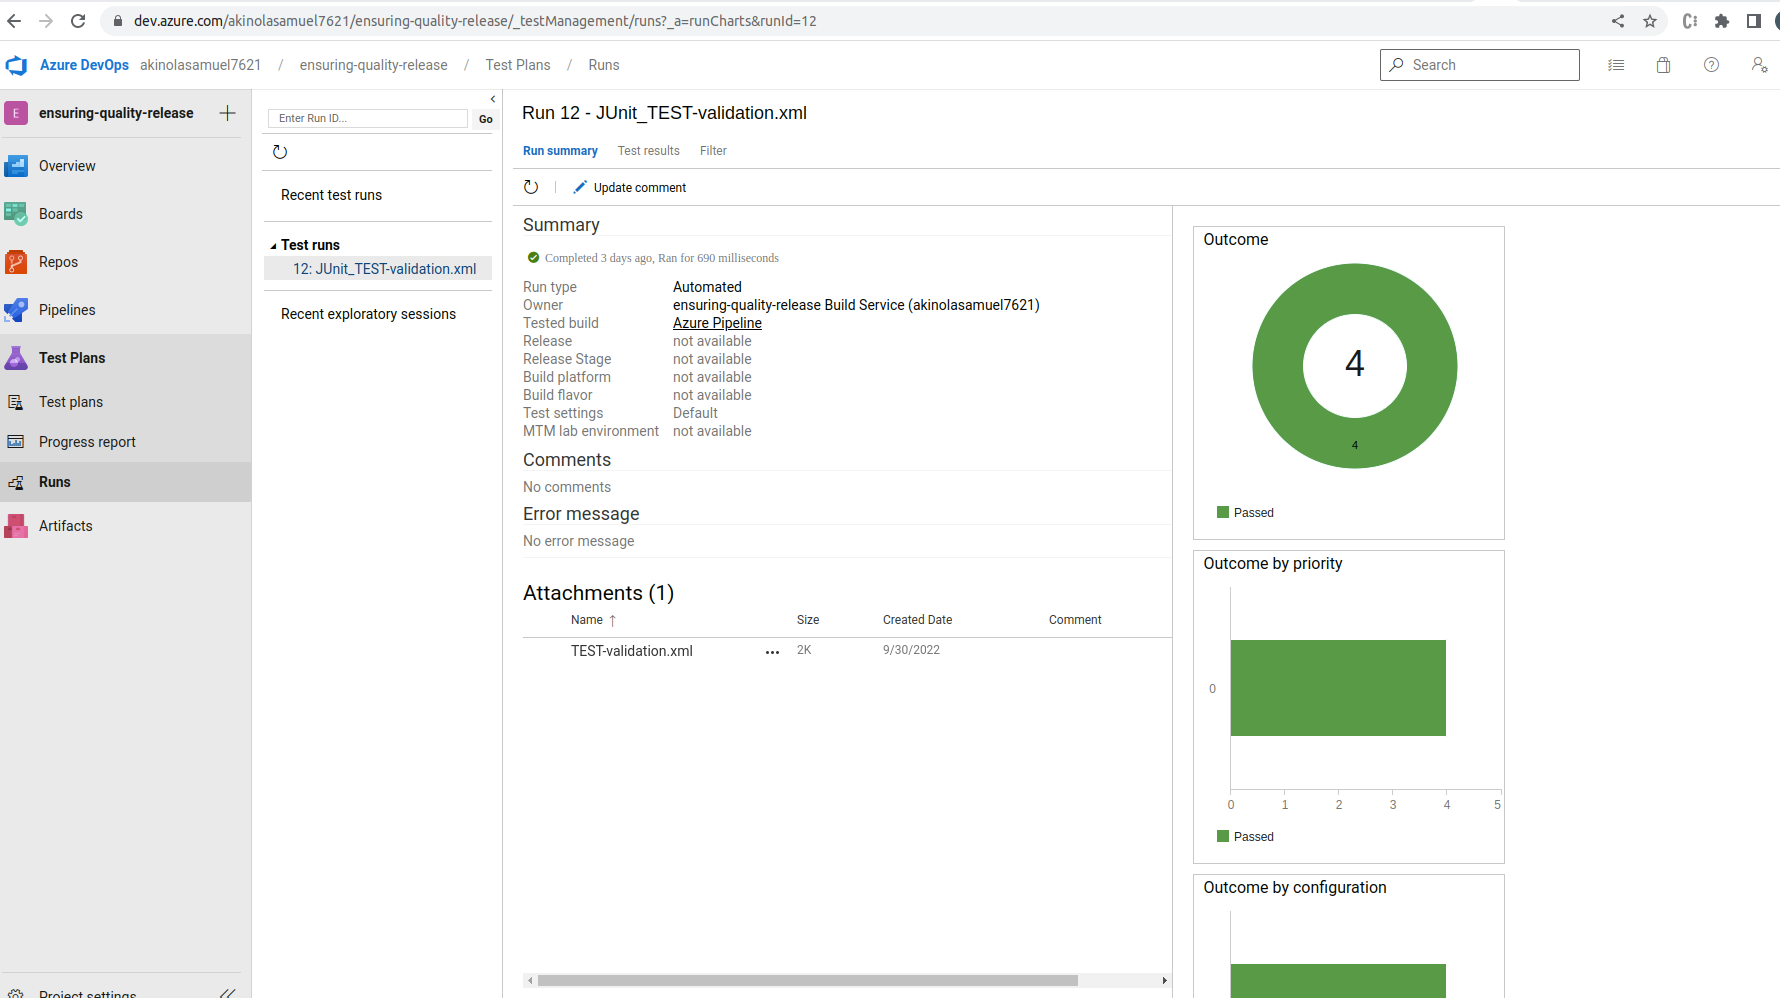 dev.azure.com/akinolasamuel7621/ensuring-quality-release/_testManagement/runs?_a=runCharts&runId=12
Azure DevOps akinolasamuel7621 / ensuring-quality-release / Test Plans / Runs
Search
E ensuring-quality-release
Overview
Boards
Repos
Pipelines
Test Plans
Test plans
Progress report
Runs
Artifacts
Project settings
Enter Run ID... Go
Recent test runs
Test runs
12: JUnit_TEST-validation.xml
Recent exploratory sessions
Run 12 - JUnit_TEST-validation.xml
Run summary Test results Filter
Update comment
Summary
Completed 3 days ago, Ran for 690 milliseconds
Run type Automated
Owner ensuring-quality-release Build Service (akinolasamuel7621)
Tested build Azure Pipeline
Release not available
Release Stage not available
Build platform not available
Build flavor not available
Test settings Default
MTM lab environment not available
Comments
No comments
Error message
No error message
Attachments (1)
Name ↑ Size Created Date Comment
TEST-validation.xml ... 2K 9/30/2022
Outcome
4
4
Passed
Outcome by priority
0
0 1 2 3 4 5
Passed
Outcome by configuration